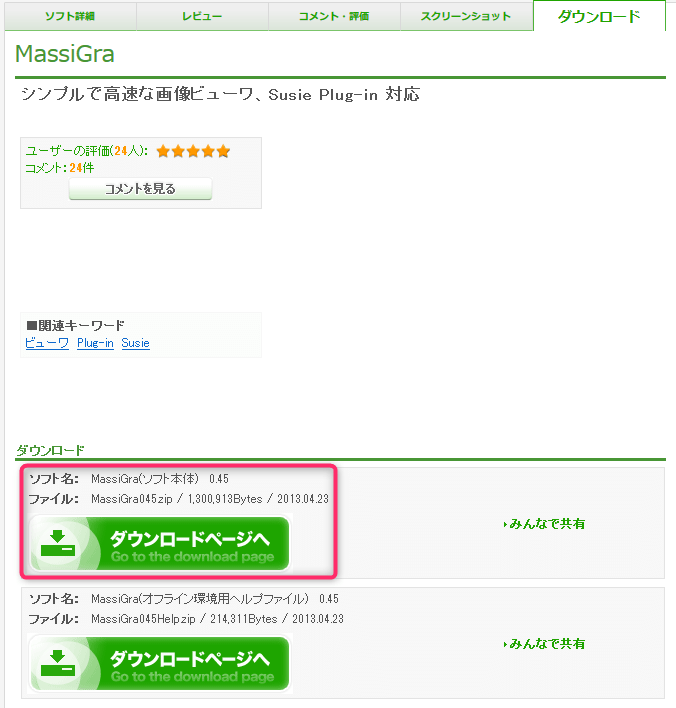 ソフト詳細 レビュー コメント・評価 スクリーンショット ダウンロード
MassiGra
シンプルで高速な画像ビューワ、Susie Plug-in 対応
ユーザーの評価(24人): ★★★★★
コメント:24件
コメントを見る
■関連キーワード
ビューワ Plug-in Susie
ダウンロード
ソフト名: MassiGra(ソフト本体) 0.45
ファイル: MassiGra045zip / 1,300,913Bytes / 2013.04.23
ダウンロードページへ
Go to the download page
▸みんなで共有
ソフト名: MassiGra(オフライン環境用ヘルプファイル) 0.45
ファイル: MassiGra045Helpzip / 214,311Bytes / 2013.04.23
ダウンロードページへ
Go to the download page
▸みんなで共有